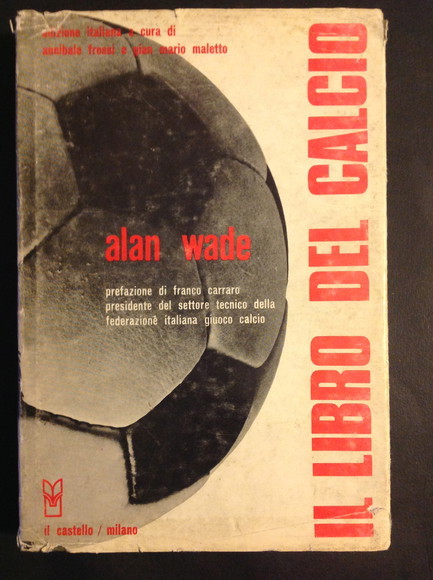 edizione italiana a cura di
annibale frossi e gian mario maletto
IL LIBRO DEL CALCIO
alan wade
prefazione di franco carraro
presidente del settore tecnico della
federazione italiana giuoco calcio
il castello / milano